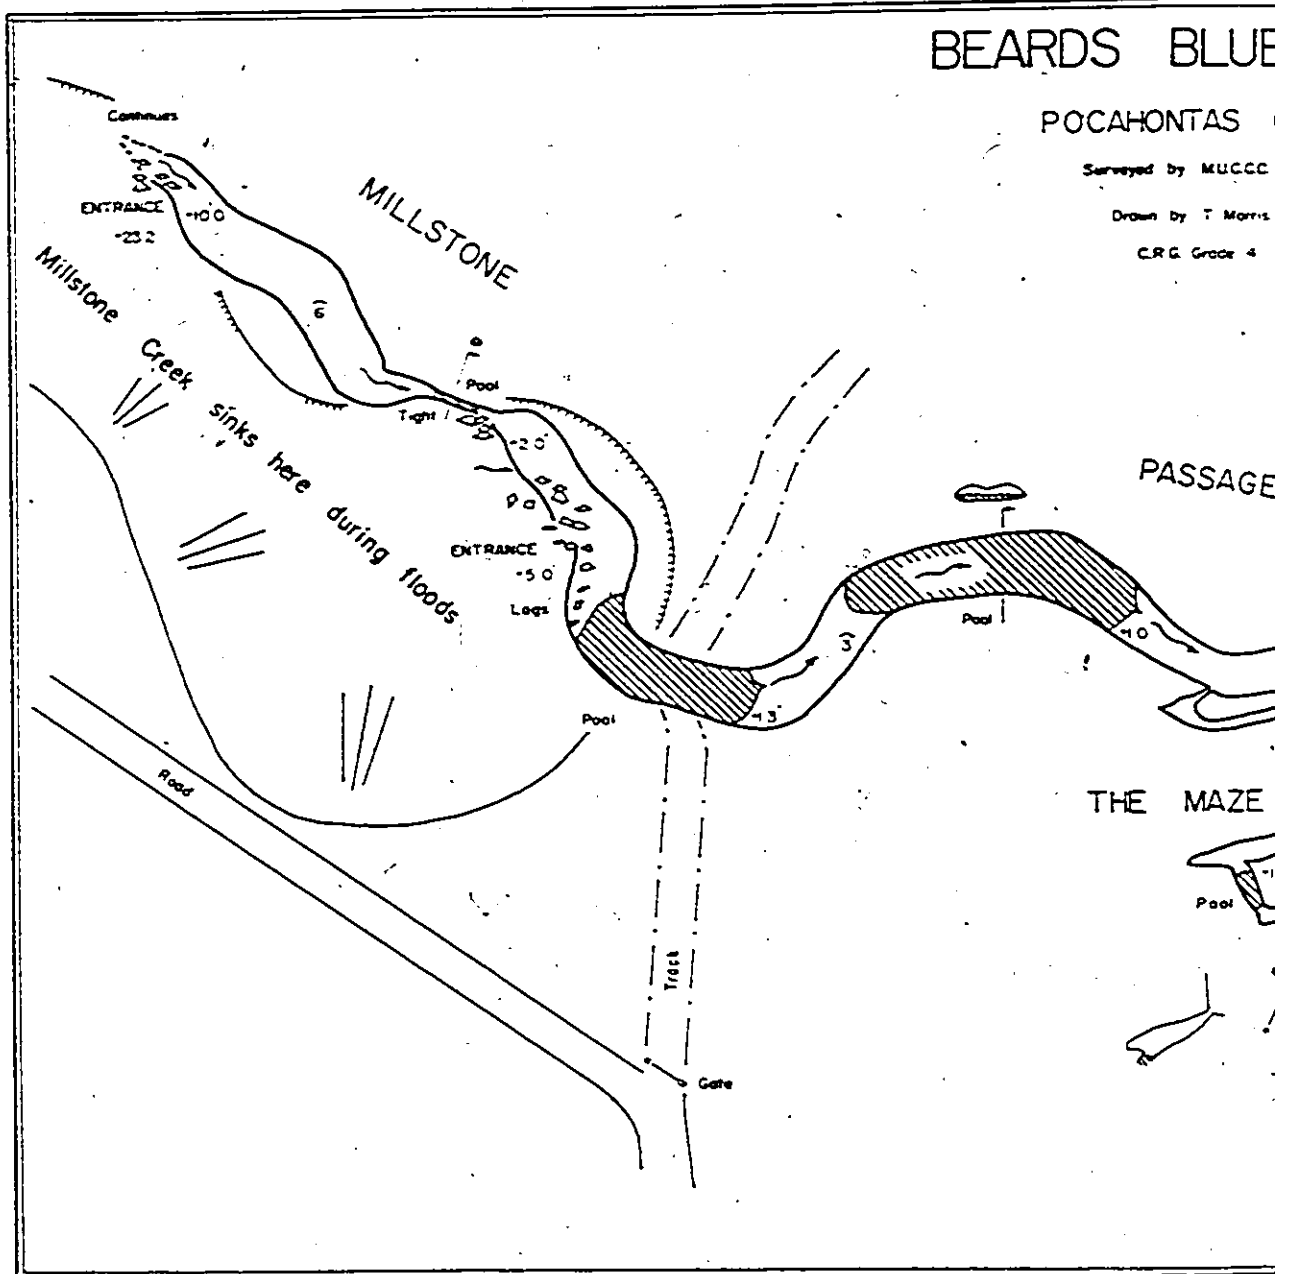 BEARDS BLUE
POCAHONTAS
Surveyed by M.U.C.C.C.
Drawn by T Morris
C.R.G. Grade 4
Continues
ENTRANCE
-10.0
-23.2
MILLSTONE
Millstone Creek sinks here during floods
6
Pool
Tight
-2.0
ENTRANCE
-5.0
Logs
PASSAGE
Pool
3
-1.0
Pool
-1.3
Road
THE MAZE
Pool
Track
Gate